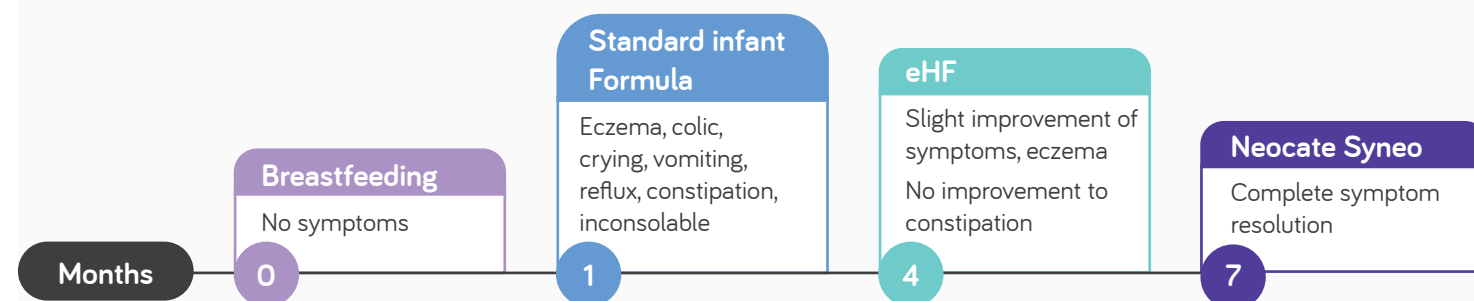 Breastfeeding
No symptoms
Standard infant
Formula
Eczema, colic,
crying, vomiting,
reflux, constipation,
inconsolable
eHF
Slight improvement of
symptoms, eczema
No improvement to
constipation
Neocate Syneo
Complete symptom
resolution
Months
0
1
4
7